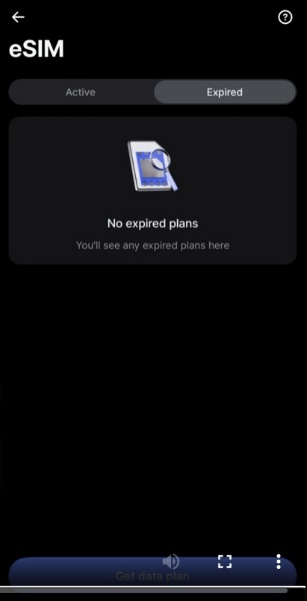 eSIM
Active
Expired
No expired plans
You'll see any expired plans here
Get data plan